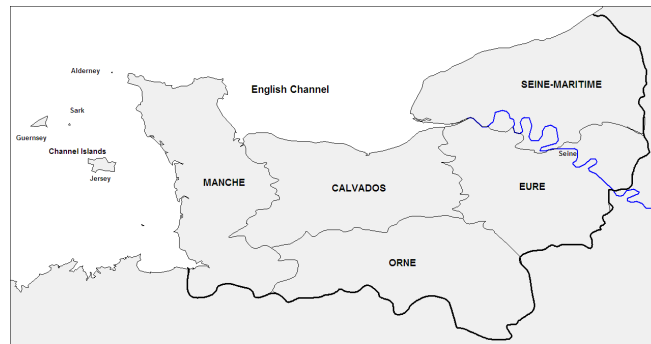 Alderney
English Channel
SEINE-MARITIME
Sark
Guernsey
Channel Islands
Seine
Jersey
MANCHE
CALVADOS
EURE
ORNE